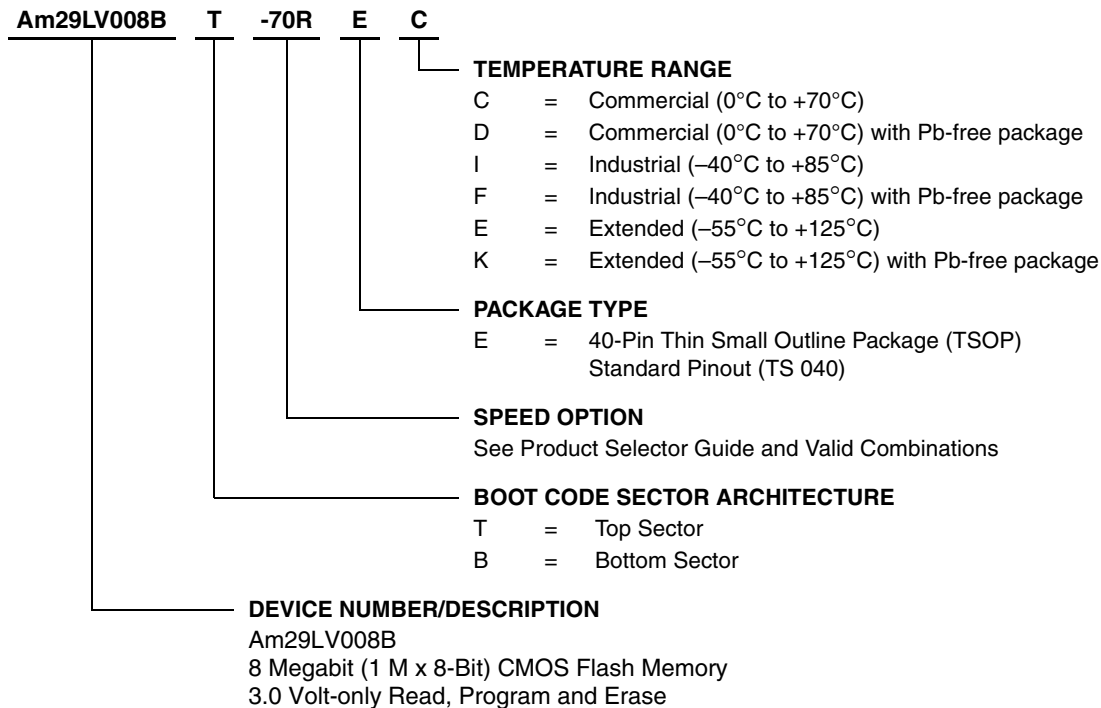 Am29LV008B T -70R E C
TEMPERATURE RANGE
C = Commercial (0°C to +70°C)
D = Commercial (0°C to +70°C) with Pb-free package
I = Industrial (–40°C to +85°C)
F = Industrial (–40°C to +85°C) with Pb-free package
E = Extended (–55°C to +125°C)
K = Extended (–55°C to +125°C) with Pb-free package
PACKAGE TYPE
E = 40-Pin Thin Small Outline Package (TSOP)
Standard Pinout (TS 040)
SPEED OPTION
See Product Selector Guide and Valid Combinations
BOOT CODE SECTOR ARCHITECTURE
T = Top Sector
B = Bottom Sector
DEVICE NUMBER/DESCRIPTION
Am29LV008B
8 Megabit (1 M x 8-Bit) CMOS Flash Memory
3.0 Volt-only Read, Program and Erase